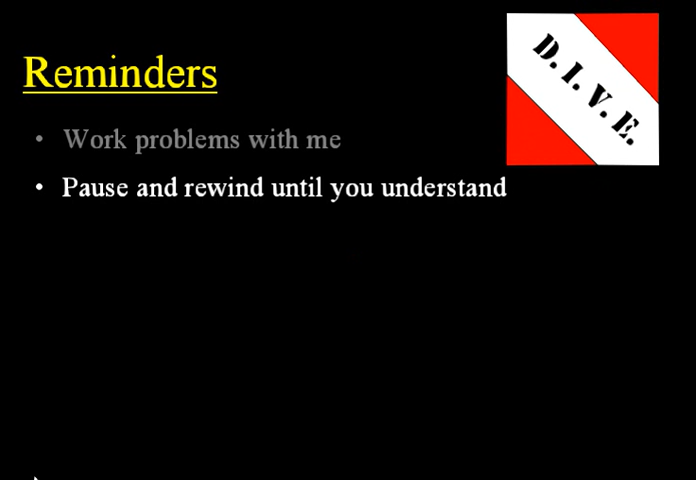 Reminders
D.I.V.E.
• Work problems with me
• Pause and rewind until you understand